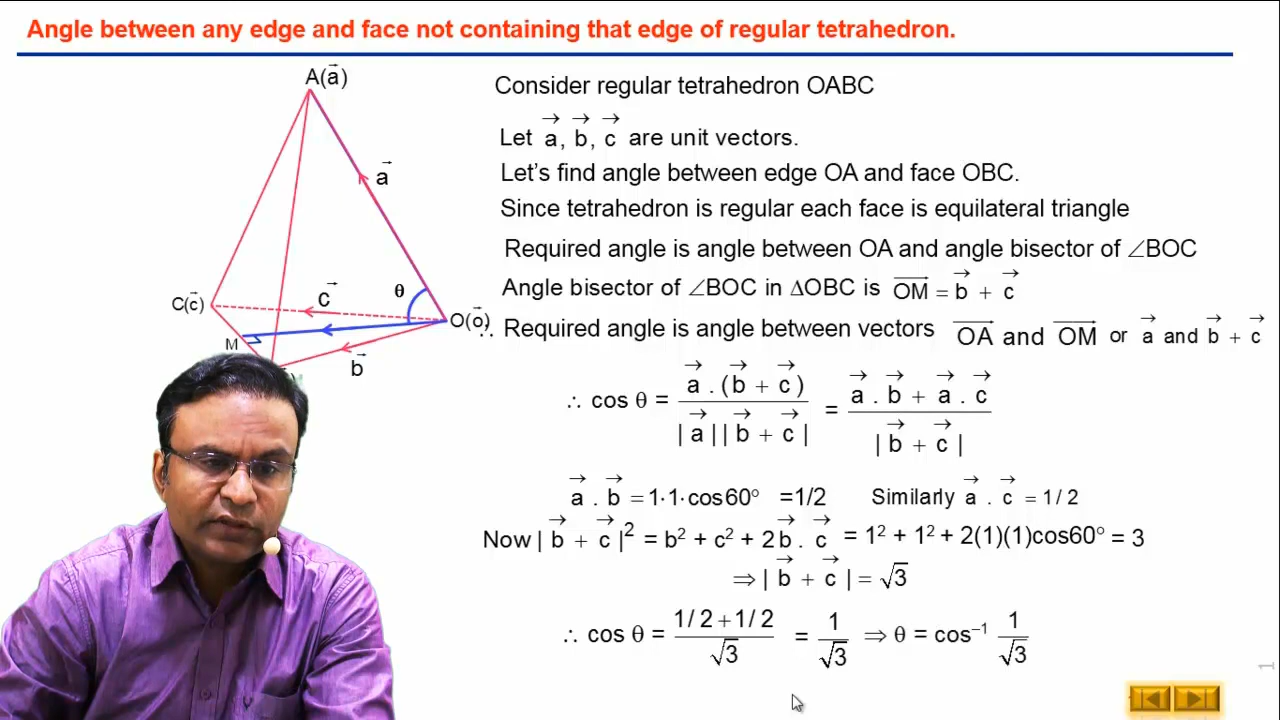 Angle between any edge and face not containing that edge of regular tetrahedron.
A(a⃗)
a⃗
C(c⃗)
c⃗
θ
O(o⃗)
M
b⃗
Consider regular tetrahedron OABC
Let a⃗, b⃗, c⃗ are unit vectors.
Let's find angle between edge OA and face OBC.
Since tetrahedron is regular each face is equilateral triangle
Required angle is angle between OA and angle bisector of ∠BOC
Angle bisector of ∠BOC in ΔOBC is OM⃗ = b⃗ + c⃗
∴ Required angle is angle between vectors OA⃗ and OM⃗ or a⃗ and b⃗ + c⃗
∴ cos θ = a⃗ . (b⃗ + c⃗) / |a⃗||b⃗ + c⃗| = a⃗ . b⃗ + a⃗ . c⃗ / |b⃗ + c⃗|
a⃗ . b⃗ = 1·1·cos60° =1/2 Similarly a⃗ . c⃗ = 1/2
Now |b⃗ + c⃗|² = b² + c² + 2b⃗ . c⃗ = 1² + 1² + 2(1)(1)cos60° = 3
⇒ |b⃗ + c⃗| = √3
∴ cos θ = 1/2 + 1/2 / √3 = 1/√3 ⇒ θ = cos⁻¹ 1/√3
1